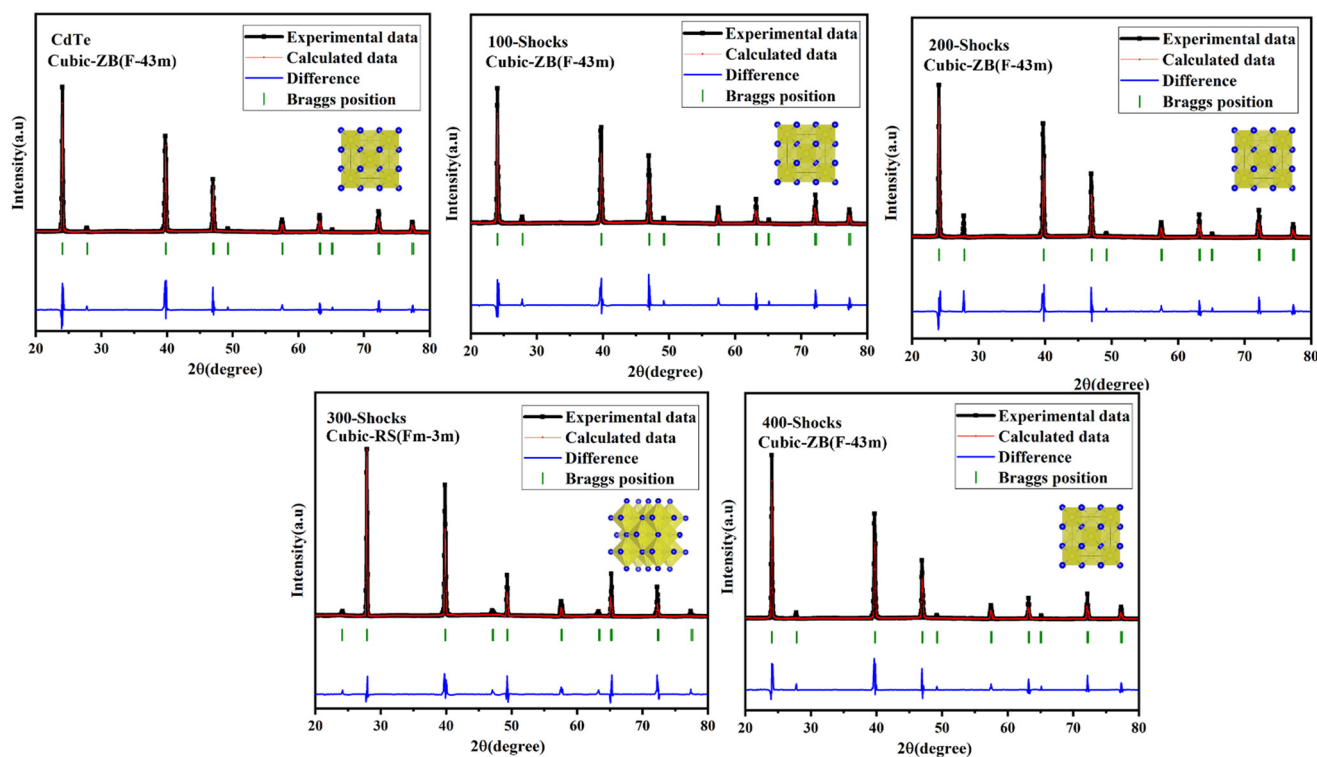 CdTe
Cubic-ZB(F-43m)
Experimental data
Calculated data
Difference
Braggs position
Intensity(a.u)
20 30 40 50 60 70 80
2θ(degree)
100-Shocks
Cubic-ZB(F-43m)
Experimental data
Calculated data
Difference
Braggs position
Intensity(a.u)
20 30 40 50 60 70 80
2θ(degree)
200-Shocks
Cubic-ZB(F-43m)
Experimental data
Calculated data
Difference
Braggs position
Intensity(a.u)
20 30 40 50 60 70 80
2θ(degree)
300-Shocks
Cubic-RS(Fm-3m)
Experimental data
Calculated data
Difference
Braggs position
Intensity(a.u)
20 30 40 50 60 70 80
2θ(degree)
400-Shocks
Cubic-ZB(F-43m)
Experimental data
Calculated data
Difference
Braggs position
Intensity(a.u)
20 30 40 50 60 70 80
2θ(degree)